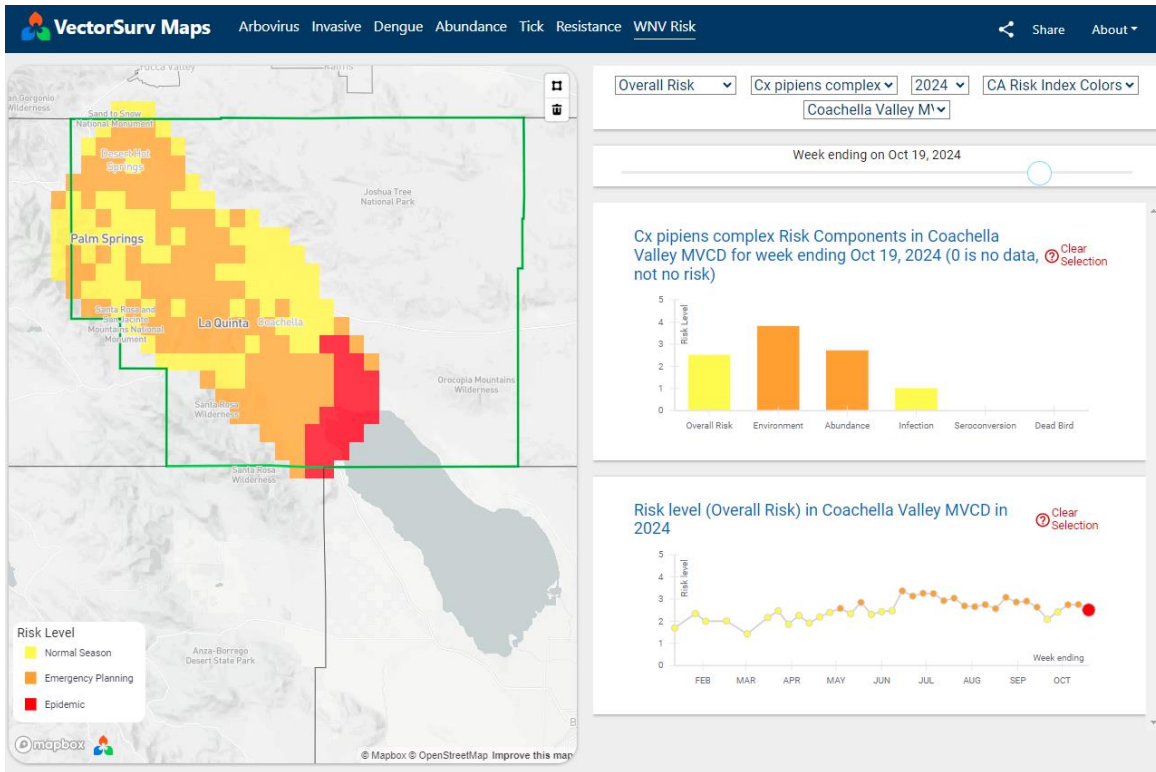 VectorSurv Maps
Arbovirus Invasive Dengue Abundance Tick Resistance WNV Risk
Share About
Yucca Valley
Wilderness
Sand to Snow
National Monument
Desert Hot
Springs
Joshua Tree
National Park
Palm Springs
Santa Rosa and
San Jacinto
Mountains National
Monument
La Quinta Coachella
Orocopia Mountains
Wilderness
Santa Rosa
Wilderness
Santa Rosa
Wilderness
Anza-Borrego
Desert State Park
Risk Level
Normal Season
Emergency Planning
Epidemic
mapbox
© Mapbox © OpenStreetMap Improve this map
Overall Risk Cx pipiens complex 2024 CA Risk Index Colors
Coachella Valley M
Week ending on Oct 19, 2024
Cx pipiens complex Risk Components in Coachella
Valley MVCD for week ending Oct 19, 2024 (0 is no data,
not no risk)
Clear
Selection
5
4
3
2
1
0
Risk Level
Overall Risk Environment Abundance Infection Seroconversion Dead Bird
Risk level (Overall Risk) in Coachella Valley MVCD in
2024
Clear
Selection
5
4
3
2
1
0
Risk level
Week ending
FEB MAR APR MAY JUN JUL AUG SEP OCT